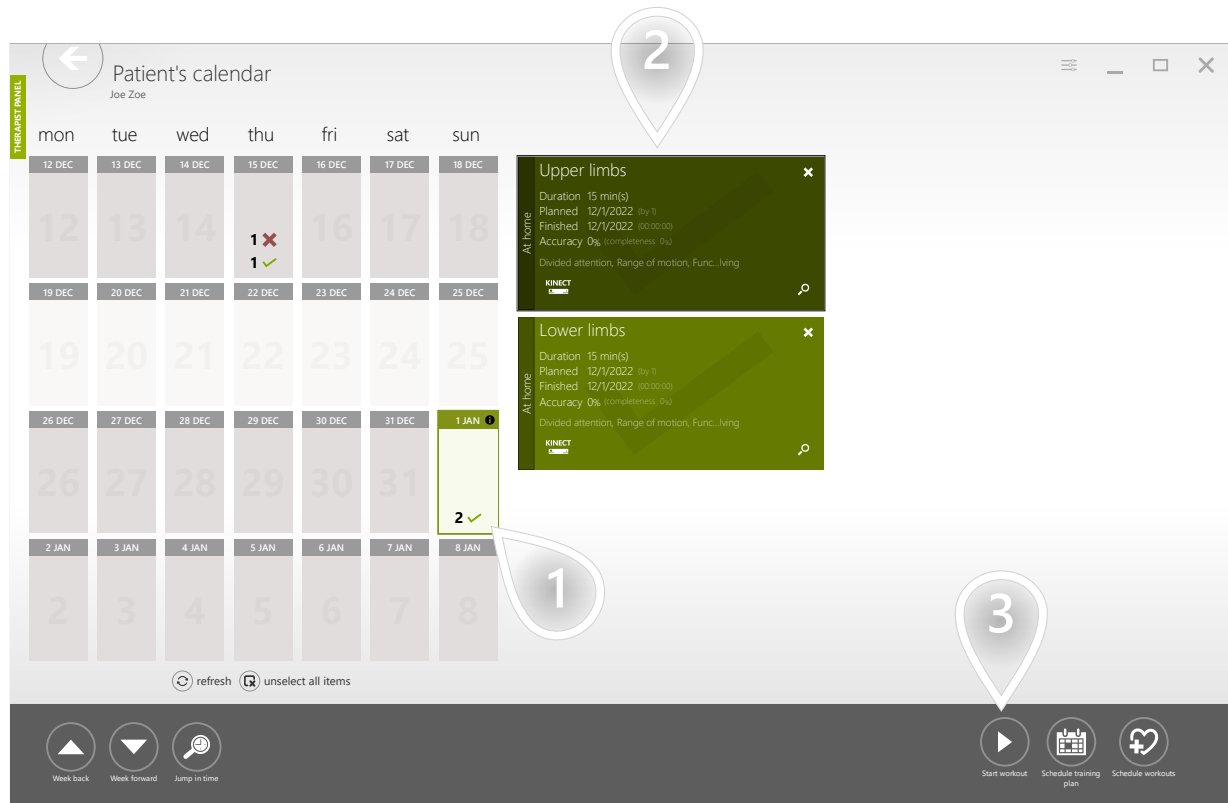 2
Patient's calendar
Joe Zoe
THERAPIST PANEL
mon tue wed thu fri sat sun
12 DEC 13 DEC 14 DEC 15 DEC 16 DEC 17 DEC 18 DEC
12 13 14 16 17 18
1
1
19 DEC 20 DEC 21 DEC 22 DEC 23 DEC 24 DEC 25 DEC
19 20 21 22 23 24 25
26 DEC 27 DEC 28 DEC 29 DEC 30 DEC 31 DEC 1 JAN
26 27 28 29 30 31
2
2 JAN 3 JAN 4 JAN 5 JAN 6 JAN 7 JAN 8 JAN
2 3 4 5 6 7 8
refresh unselect all items
Upper limbs
At home
Duration 15 min(s)
Planned 12/1/2022 (by 1)
Finished 12/1/2022 (00:00:00)
Accuracy 0% (completeness 0%)
Divided attention, Range of motion, Func...lving
KINECT
Lower limbs
At home
Duration 15 min(s)
Planned 12/1/2022 (by 1)
Finished 12/1/2022 (00:00:00)
Accuracy 0% (completeness 0%)
Divided attention, Range of motion, Func...lving
KINECT
1
3
Week back
Week forward
Jump in time
Start workout
Schedule training
plan
Schedule workouts